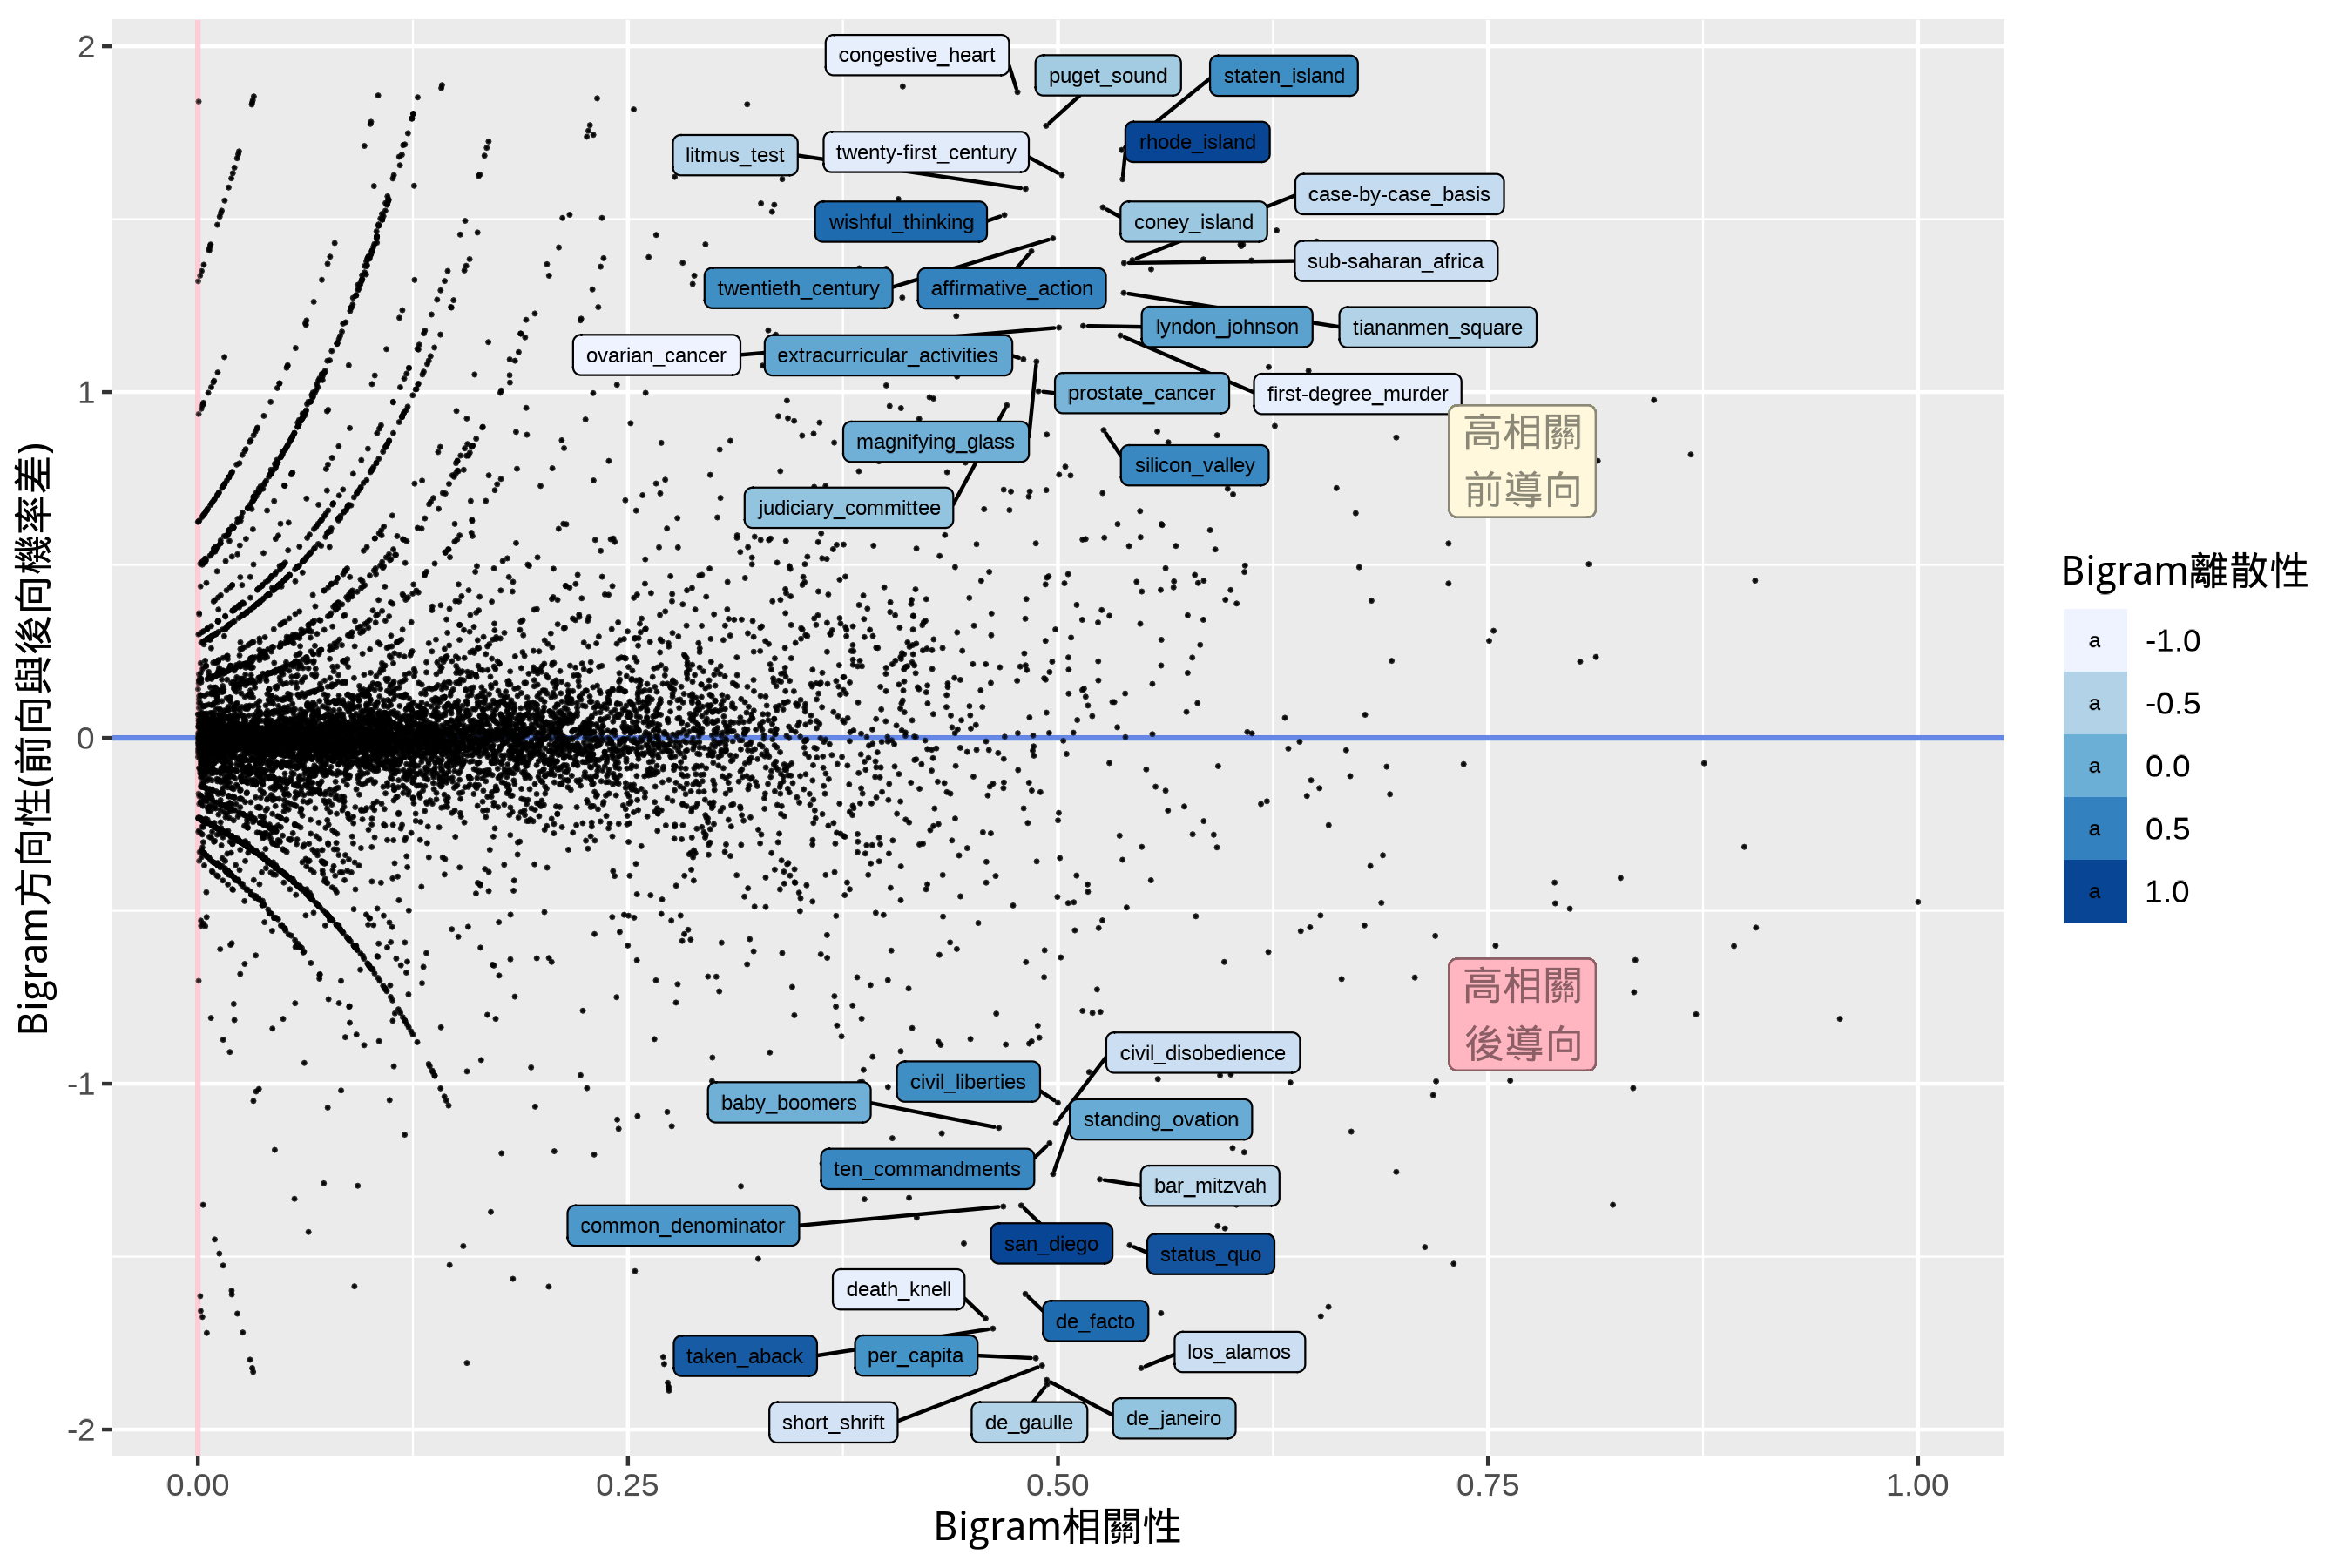 2
1
0
-1
-2
Bigram方向性(前向與後向機率差)
congestive_heart
puget_sound
staten_island
rhode_island
litmus_test
twenty-first_century
case-by-case_basis
wishful_thinking
coney_island
sub-saharan_africa
twentieth_century
affirmative_action
lyndon_johnson
tiananmen_square
ovarian_cancer
extracurricular_activities
prostate_cancer
first-degree_murder
magnifying_glass
高相關
前導向
silicon_valley
judiciary_committee
高相關
後導向
civil_disobedience
civil_liberties
baby_boomers
standing_ovation
ten_commandments
bar_mitzvah
common_denominator
san_diego
status_quo
death_knell
de_facto
taken_aback
per_capita
los_alamos
short_shrift
de_gaulle
de_janeiro
0.00
0.25
0.50
0.75
1.00
Bigram相關性
Bigram離散性
a -1.0
a -0.5
a 0.0
a 0.5
a 1.0